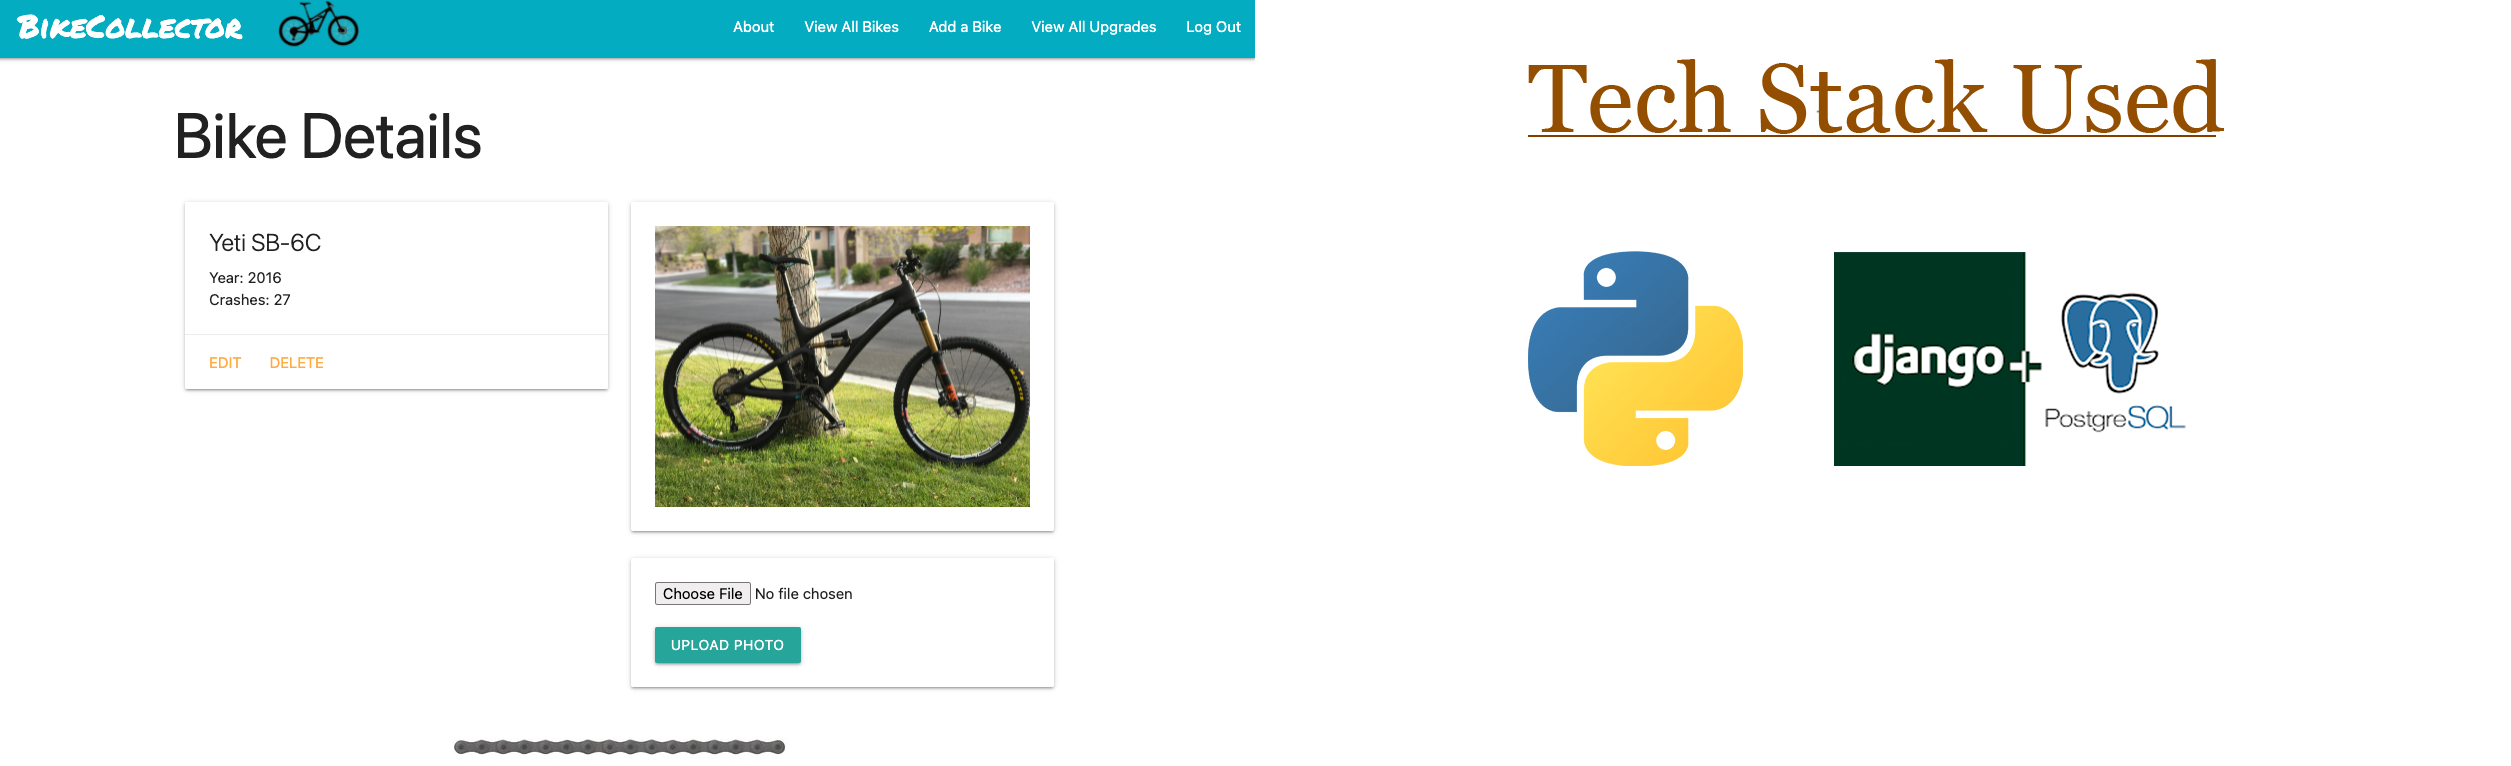 BikeCollector
About View All Bikes Add a Bike View All Upgrades Log Out
Bike Details
Yeti SB-6C
Year: 2016
Crashes: 27
EDIT DELETE
Choose File No file chosen
UPLOAD PHOTO
Tech Stack Used
django+
PostgreSQL